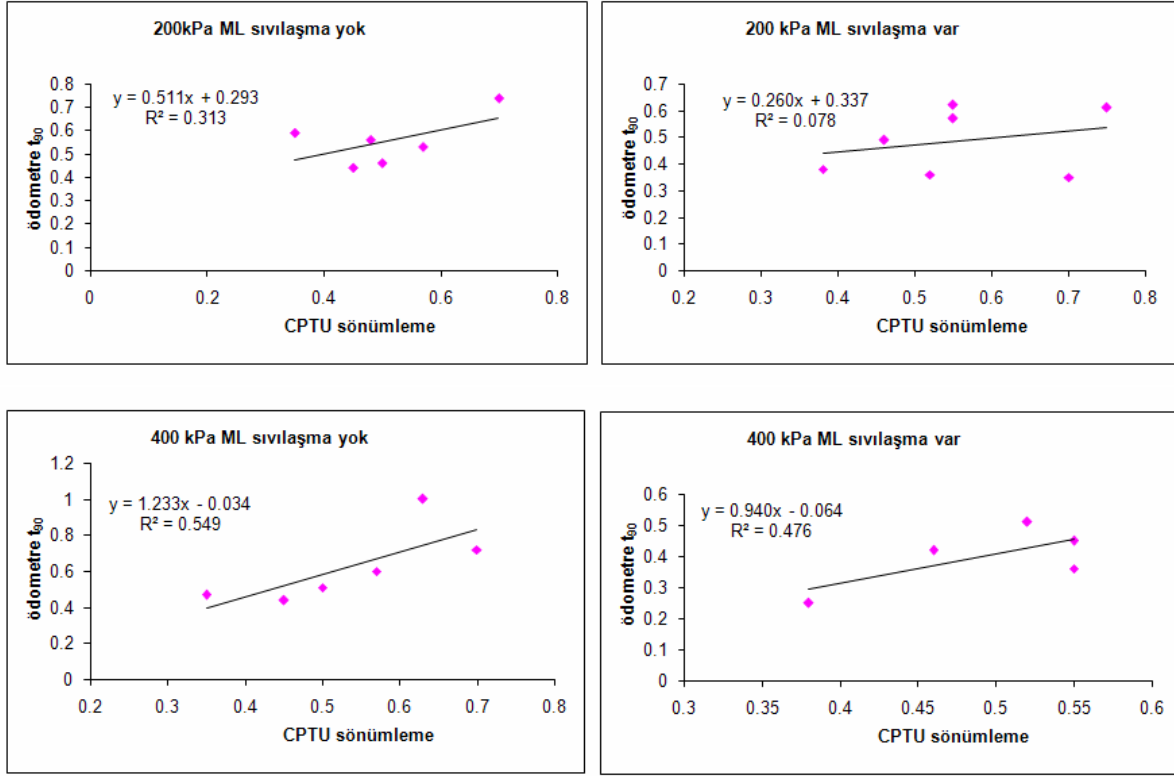 200kPa ML sıvılaşma yok
y = 0.511x + 0.293
R² = 0.313
ödometre t90
0.8
0.7
0.6
0.5
0.4
0.3
0.2
0.1
0
0 0.2 0.4 0.6 0.8
CPTU sönümleme
200 kPa ML sıvılaşma var
y = 0.260x + 0.337
R² = 0.078
ödometre t90
0.7
0.6
0.5
0.4
0.3
0.2
0.1
0
0.2 0.3 0.4 0.5 0.6 0.7 0.8
CPTU sönümleme
400 kPa ML sıvılaşma yok
y = 1.233x - 0.034
R² = 0.549
ödometre t90
1.2
1
0.8
0.6
0.4
0.2
0
0.2 0.3 0.4 0.5 0.6 0.7 0.8
CPTU sönümleme
400 kPa ML sıvılaşma var
y = 0.940x - 0.064
R² = 0.476
ödometre t90
0.6
0.5
0.4
0.3
0.2
0.1
0
0.3 0.35 0.4 0.45 0.5 0.55 0.6
CPTU sönümleme